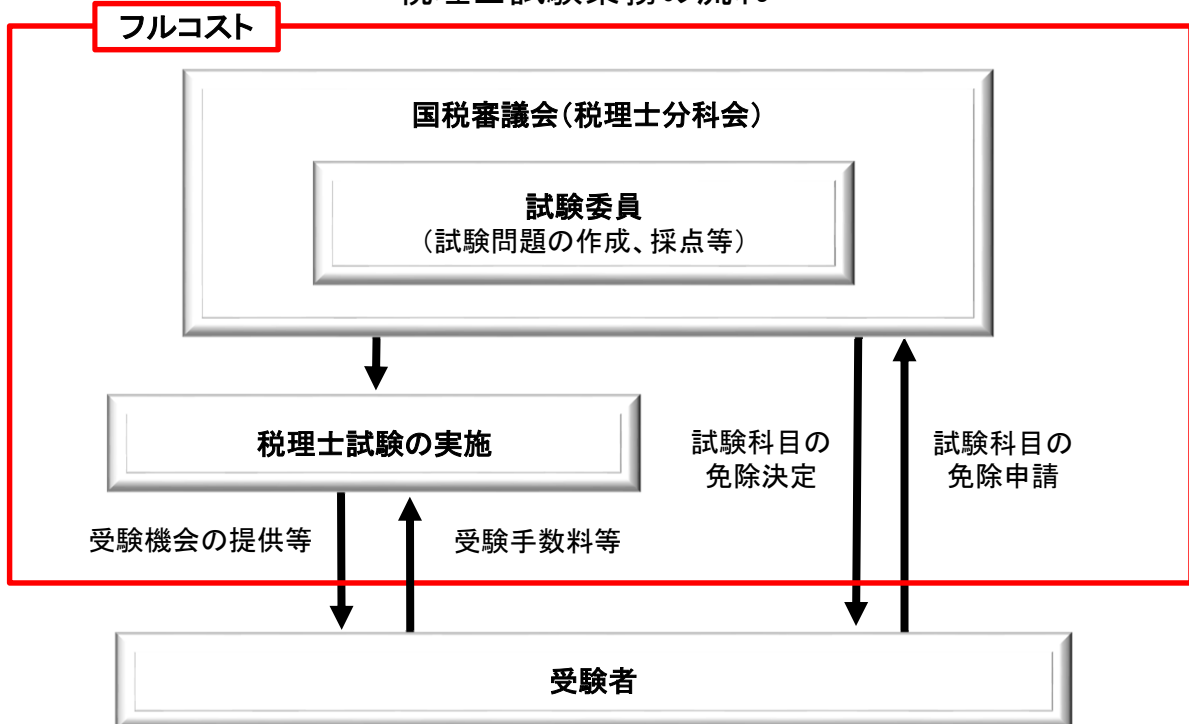 フルコスト
国税審議会(税理士分科会)
試験委員
(試験問題の作成、採点等)
税理士試験の実施
試験科目の
免除決定
試験科目の
免除申請
受験機会の提供等
受験手数料等
受験者